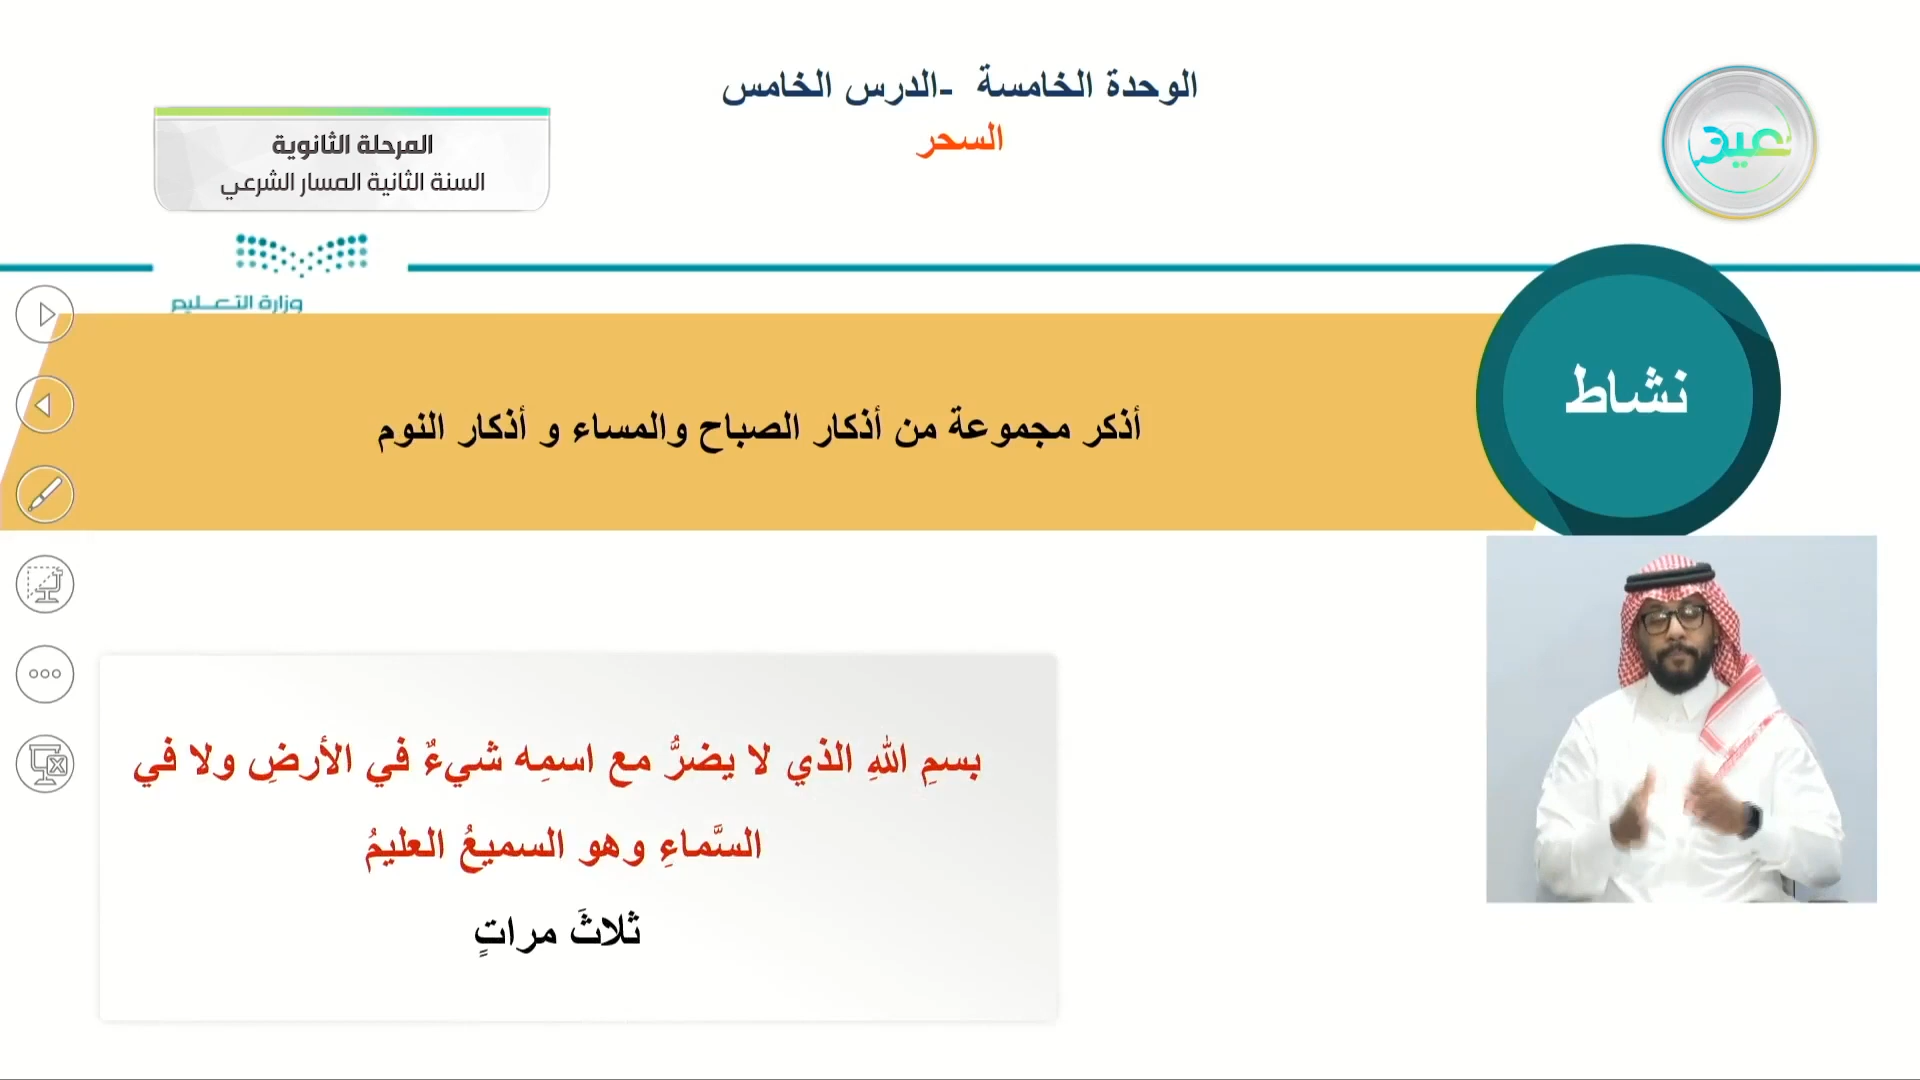 الوحدة الخامسة -الدرس الخامس
السحر
عين
المرحلة الثانوية
السنة الثانية المسار الشرعي
وزارة التعليم
نشاط
أذكر مجموعة من أذكار الصباح والمساء و أذكار النوم
بسمِ اللهِ الذي لا يضرُّ مع اسمِه شيءٌ في الأرضِ ولا في
السَّماءِ وهو السميعُ العليمُ
ثلاثَ مراتٍ